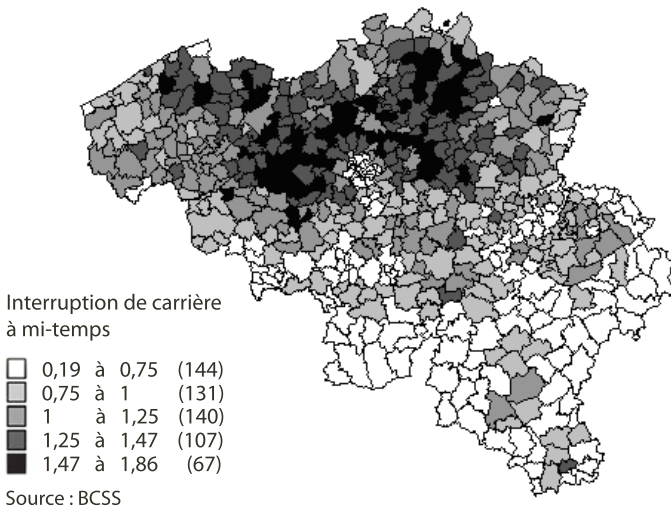 Interruption de carrière
à mi-temps
0,19 à 0,75 (144)
0,75 à 1 (131)
1 à 1,25 (140)
1,25 à 1,47 (107)
1,47 à 1,86 (67)
Source : BCSS